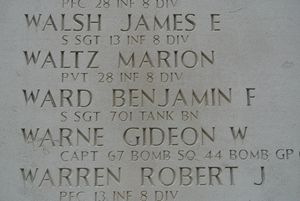 PFC 28 INF 8 DIV
WALSH JAMES E
S SGT 13 INF 8 DIV
WALTZ MARION
PVT 28 INF 8 DIV
WARD BENJAMIN F
S SGT 701 TANK BN
WARNE GIDEON W
CAPT 67 BOMB SQ 44 BOMB GP
WARREN ROBERT J
PFC 13 INF 8 DIV